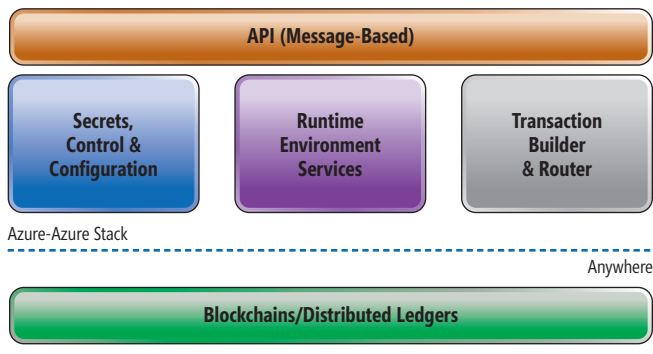 API (Message-Based)
Secrets,
Control &
Configuration
Runtime
Environment
Services
Transaction
Builder
& Router
Azure-Azure Stack
Anywhere
Blockchains/Distributed Ledgers